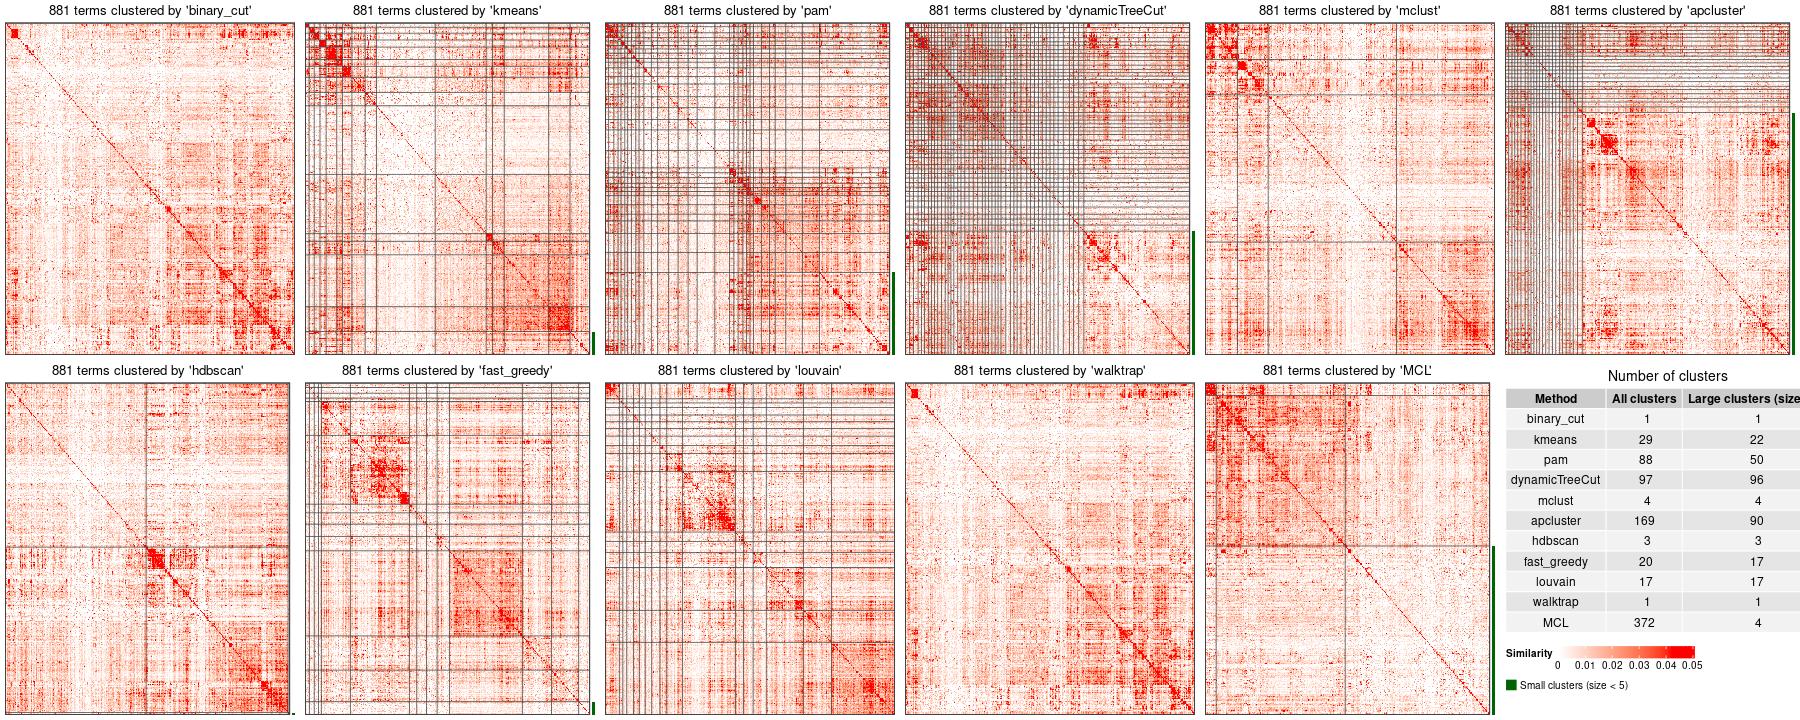 881 terms clustered by 'binary_cut'
881 terms clustered by 'kmeans'
881 terms clustered by 'pam'
881 terms clustered by 'dynamicTreeCut'
881 terms clustered by 'mclust'
881 terms clustered by 'apcluster'
881 terms clustered by 'hdbscan'
881 terms clustered by 'fast_greedy'
881 terms clustered by 'louvain'
881 terms clustered by 'walktrap'
881 terms clustered by 'MCL'
Number of clusters
Method All clusters Large clusters (size
binary_cut 1 1
kmeans 29 22
pam 88 50
dynamicTreeCut 97 96
mclust 4 4
apcluster 169 90
hdbscan 3 3
fast_greedy 20 17
louvain 17 17
walktrap 1 1
MCL 372 4
Similarity
0 0.01 0.02 0.03 0.04 0.05
Small clusters (size < 5)